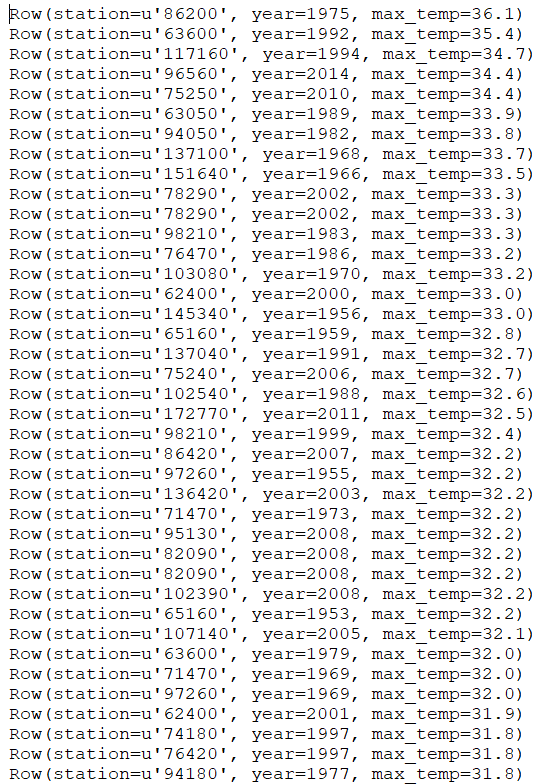 Row(station=u'86200', year=1975, max_temp=36.1)
Row(station=u'63600', year=1992, max_temp=35.4)
Row(station=u'117160', year=1994, max_temp=34.7)
Row(station=u'96560', year=2014, max_temp=34.4)
Row(station=u'75250', year=2010, max_temp=34.4)
Row(station=u'63050', year=1989, max_temp=33.9)
Row(station=u'94050', year=1982, max_temp=33.8)
Row(station=u'137100', year=1968, max_temp=33.7)
Row(station=u'151640', year=1966, max_temp=33.5)
Row(station=u'78290', year=2002, max_temp=33.3)
Row(station=u'78290', year=2002, max_temp=33.3)
Row(station=u'98210', year=1983, max_temp=33.3)
Row(station=u'76470', year=1986, max_temp=33.2)
Row(station=u'103080', year=1970, max_temp=33.2)
Row(station=u'62400', year=2000, max_temp=33.0)
Row(station=u'145340', year=1956, max_temp=33.0)
Row(station=u'65160', year=1959, max_temp=32.8)
Row(station=u'137040', year=1991, max_temp=32.7)
Row(station=u'75240', year=2006, max_temp=32.7)
Row(station=u'102540', year=1988, max_temp=32.6)
Row(station=u'172770', year=2011, max_temp=32.5)
Row(station=u'98210', year=1999, max_temp=32.4)
Row(station=u'86420', year=2007, max_temp=32.2)
Row(station=u'97260', year=1955, max_temp=32.2)
Row(station=u'136420', year=2003, max_temp=32.2)
Row(station=u'71470', year=1973, max_temp=32.2)
Row(station=u'95130', year=2008, max_temp=32.2)
Row(station=u'82090', year=2008, max_temp=32.2)
Row(station=u'82090', year=2008, max_temp=32.2)
Row(station=u'102390', year=2008, max_temp=32.2)
Row(station=u'65160', year=1953, max_temp=32.2)
Row(station=u'107140', year=2005, max_temp=32.1)
Row(station=u'63600', year=1979, max_temp=32.0)
Row(station=u'71470', year=1969, max_temp=32.0)
Row(station=u'97260', year=1969, max_temp=32.0)
Row(station=u'62400', year=2001, max_temp=31.9)
Row(station=u'74180', year=1997, max_temp=31.8)
Row(station=u'76420', year=1997, max_temp=31.8)
Row(station=u'94180', year=1977, max_temp=31.8)